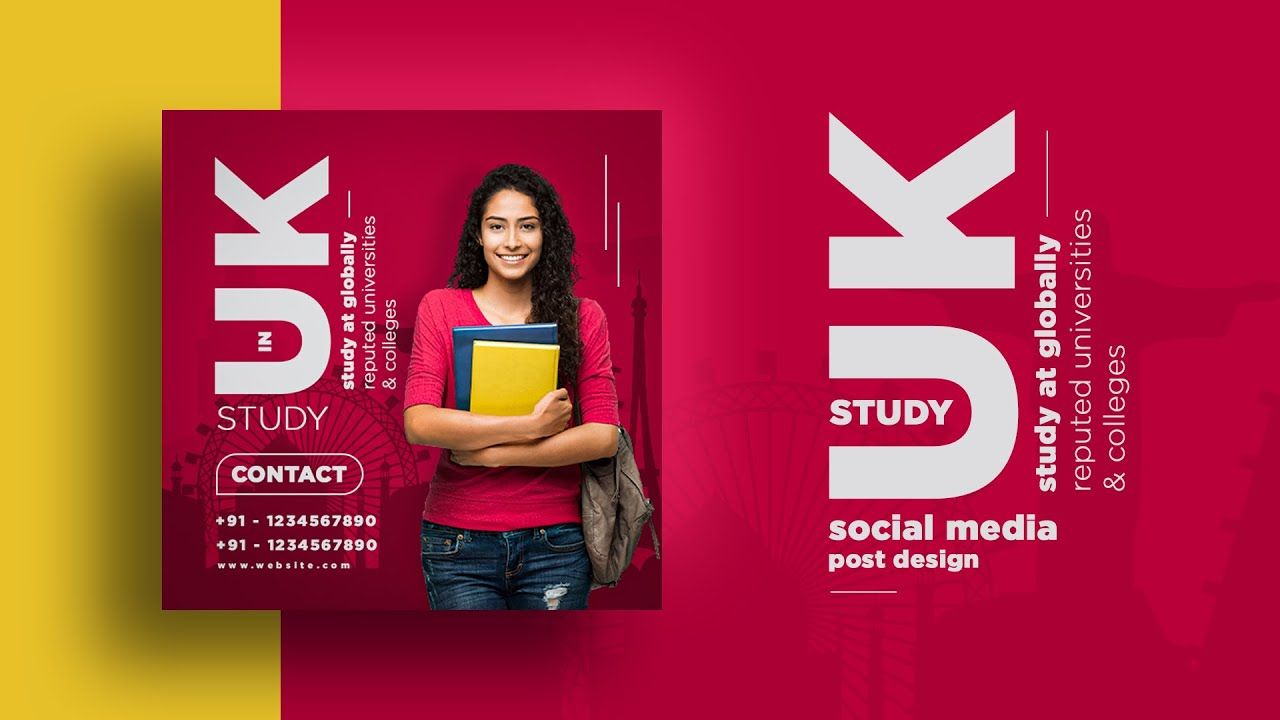 UK
IN
STUDY
study at globally
reputed universities
& colleges
CONTACT
+91 - 1234567890
+91 - 1234567890
www.website.com
UK
STUDY
study at globally
reputed universities
& colleges
social media
post design